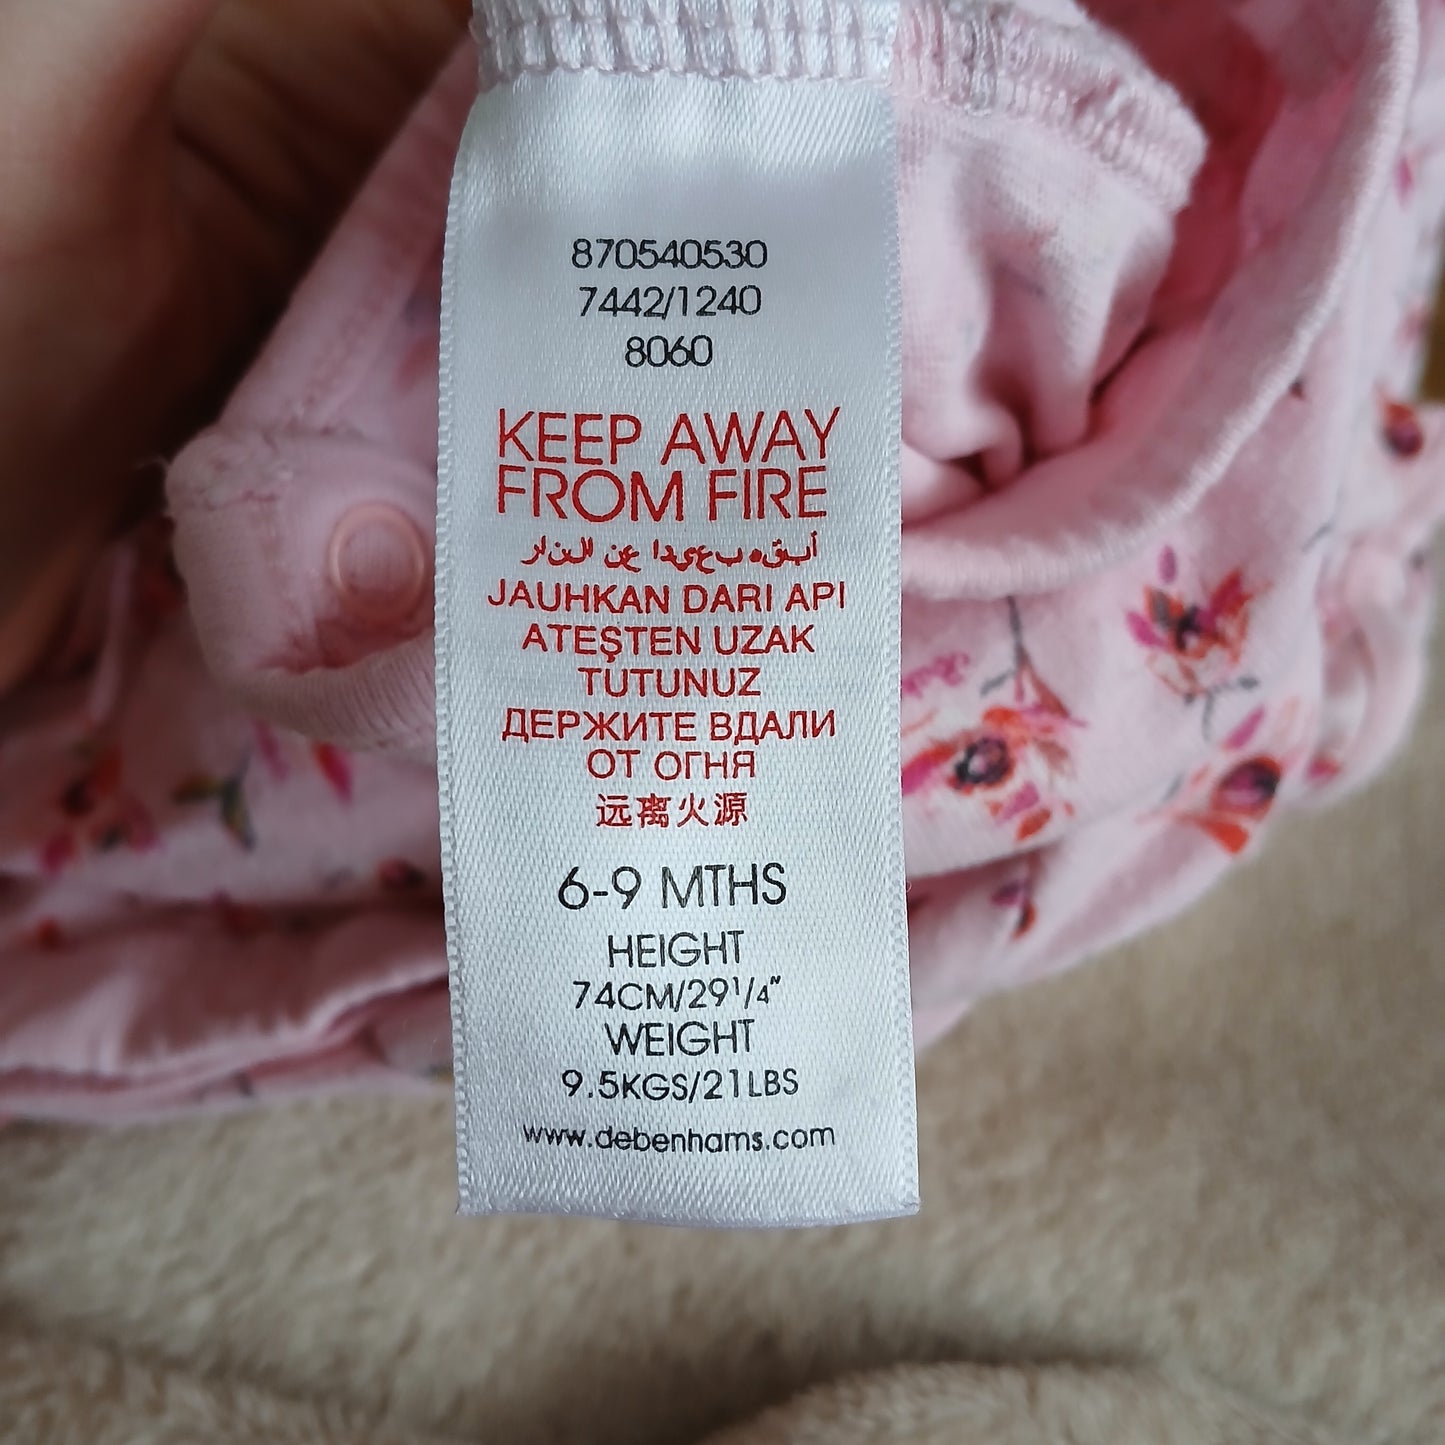 870540530
7442/1240
8060
KEEP AWAY
FROM FIRE
أبقه بعيدا عن النار
JAUHKAN DARI API
ATEŞTEN UZAK
TUTUNUZ
ДЕРЖИТЕ ВДАЛИ
ОТ ОГНЯ
远离火源
6-9 MTHS
HEIGHT
74CM/29¹/4"
WEIGHT
9.5KGS/21LBS
www.debenhams.com